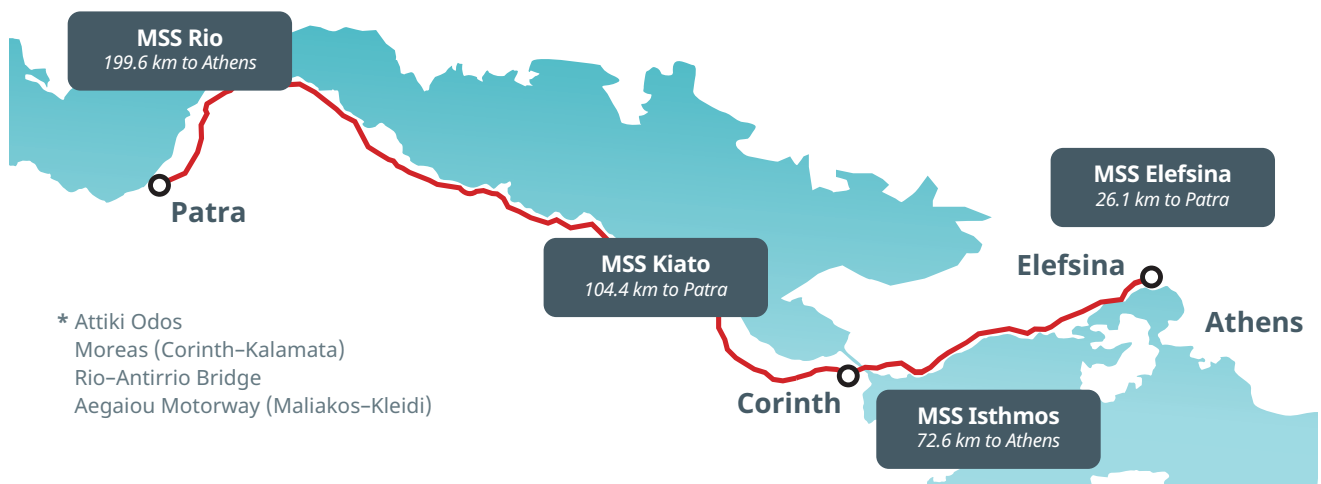 MSS Rio
199.6 km to Athens
Patra
MSS Kiato
104.4 km to Patra
MSS Elefsina
26.1 km to Patra
Elefsina
Athens
Corinth
MSS Isthmos
72.6 km to Athens
* Attiki Odos
Moreas (Corinth–Kalamata)
Rio–Antirrio Bridge
Aegaiou Motorway (Maliakos–Kleidi)